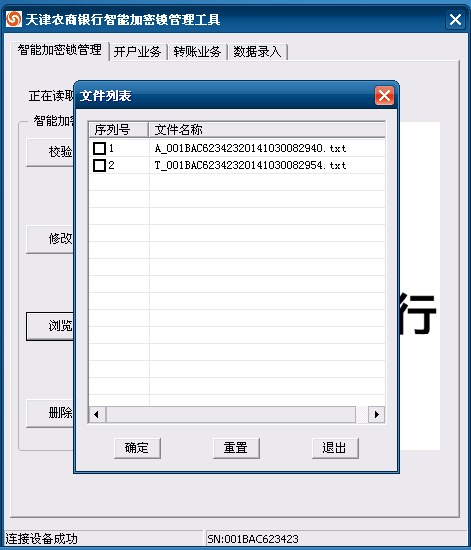 天津农商银行智能加密锁管理工具
智能加密锁管理 开户业务 转账业务 数据录入
正在读取
智能加密
校验
修改
浏览
删除
行
文件列表
序列号 文件名称
1 A_001BAC62342320141030082940.txt
2 T_001BAC62342320141030082954.txt
确定 重置 退出
连接设备成功 SN:001BAC623423